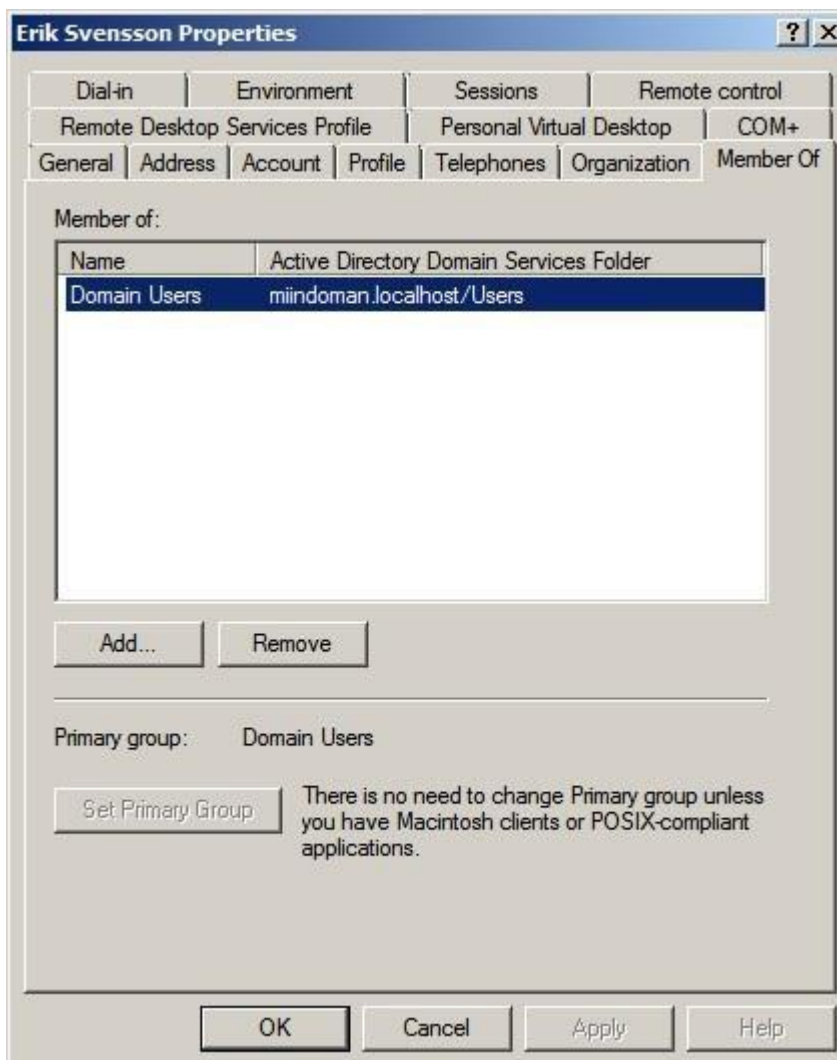 Erik Svensson Properties
Dial-in Environment Sessions Remote control
Remote Desktop Services Profile Personal Virtual Desktop COM+
General Address Account Profile Telephones Organization Member Of
Member of:
Name Active Directory Domain Services Folder
Domain Users miindoman.localhost/Users
Add... Remove
Primary group: Domain Users
Set Primary Group
There is no need to change Primary group unless
you have Macintosh clients or POSIX-compliant
applications.
OK Cancel Apply Help